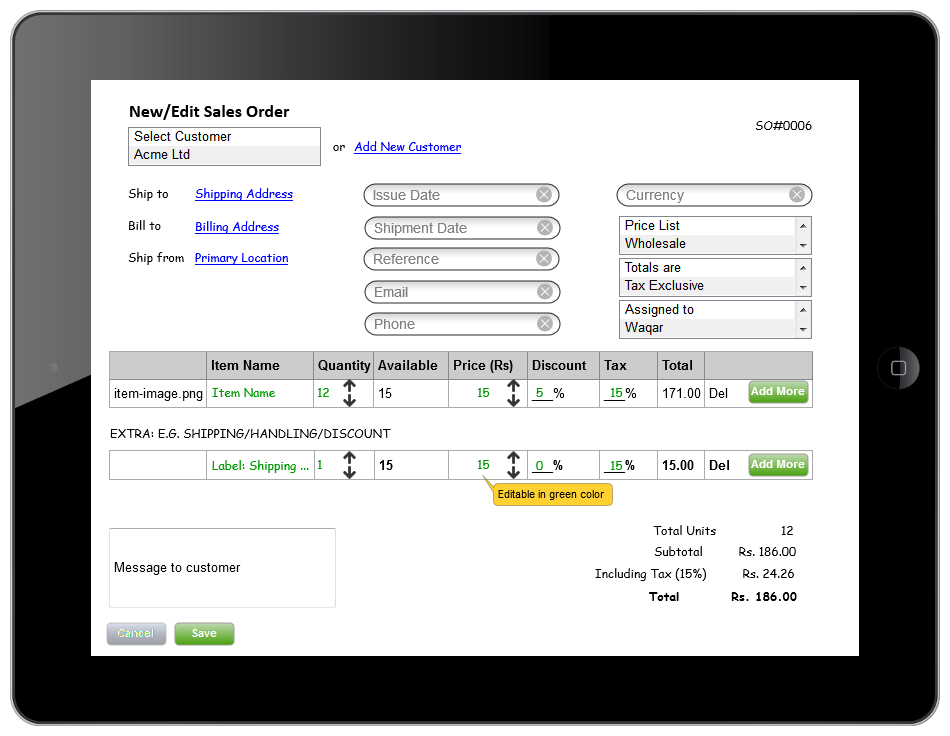 New/Edit Sales Order
SO#0006
Select Customer
Acme Ltd
or Add New Customer
Ship to Shipping Address
Bill to Billing Address
Ship from Primary Location
Issue Date
Shipment Date
Reference
Email
Phone
Currency
Price List
Wholesale
Totals are
Tax Exclusive
Assigned to
Waqar
Item Name Quantity Available Price (Rs) Discount Tax Total
item-image.png Item Name 12 15 15 5 % 15 % 171.00 Del Add More
EXTRA: E.G. SHIPPING/HANDLING/DISCOUNT
Label: Shipping ... 1 15 15 0 % 15 % 15.00 Del Add More
Editable in green color
Message to customer
Total Units 12
Subtotal Rs. 186.00
Including Tax (15%) Rs. 24.26
Total Rs. 186.00
Cancel Save